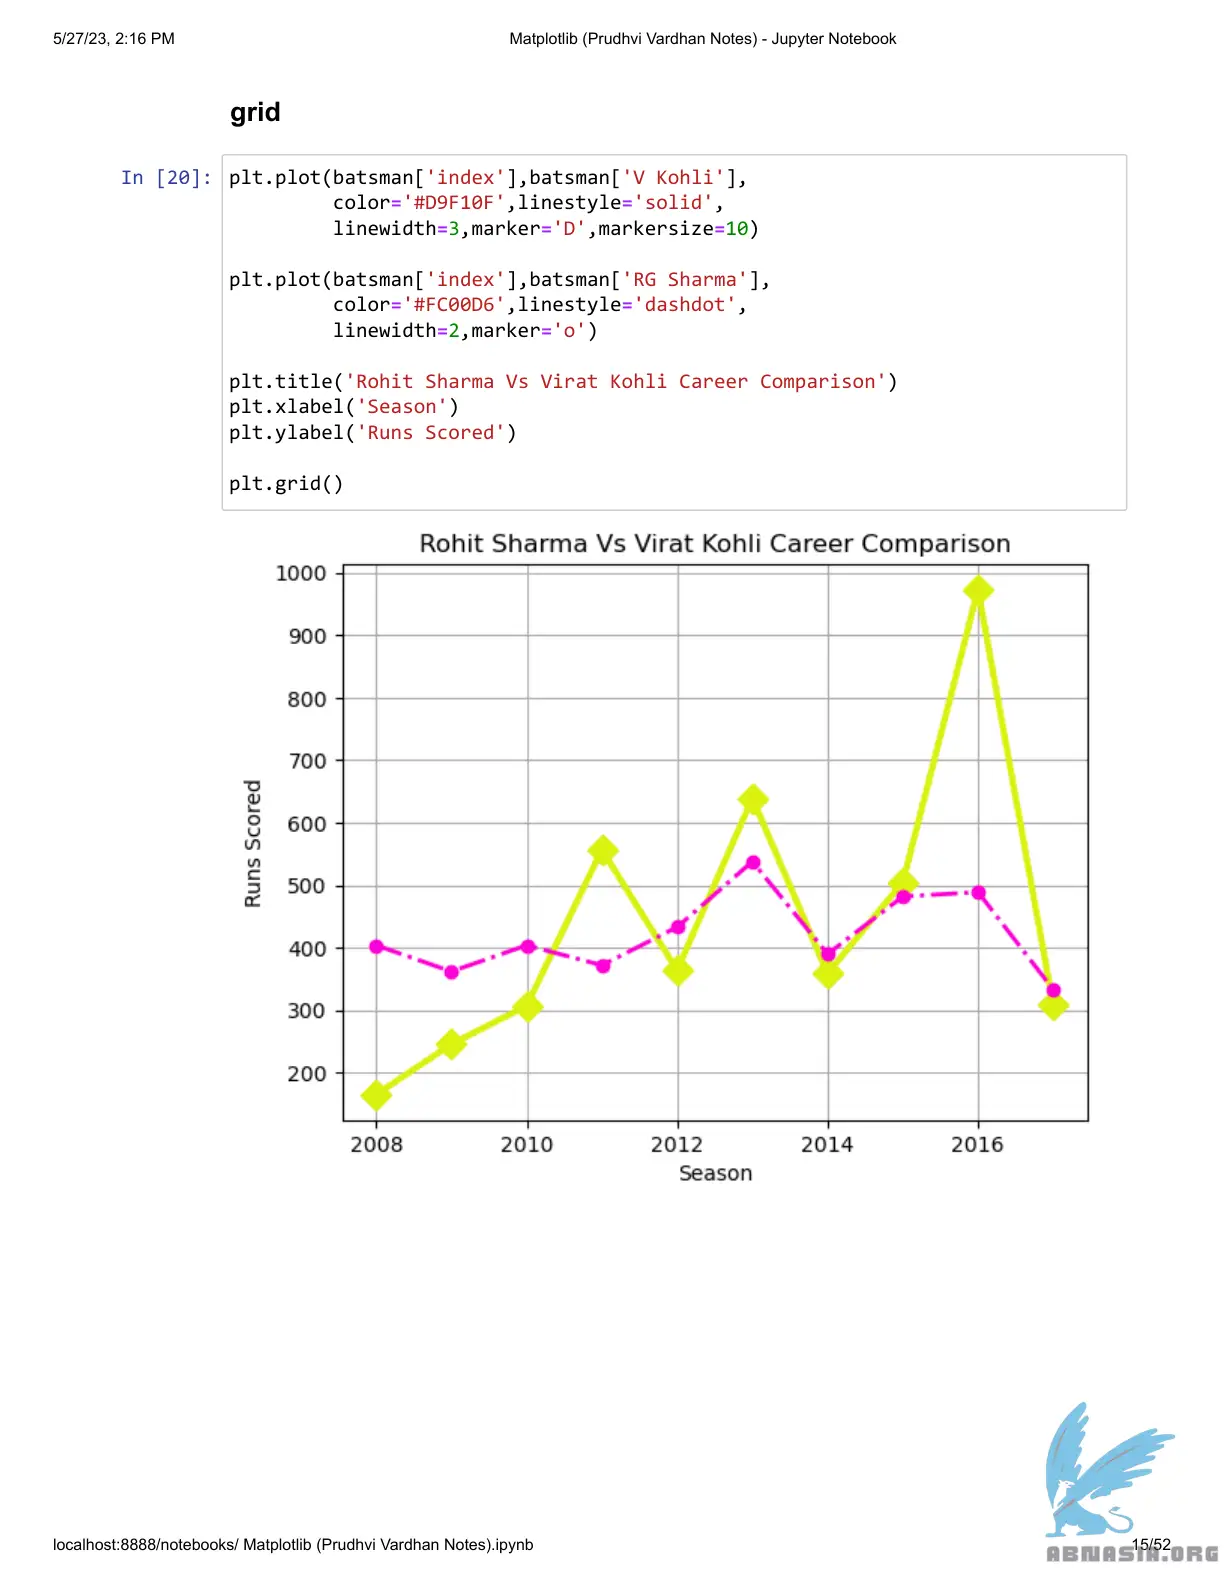 5/27/23, 2:16 PM
Matplotlib (Prudhvi Vardhan Notes) - Jupyter Notebook
grid
In [20]:
plt.plot(batsman['index'],batsman['V Kohli'],
         color='#D9F10F',linestyle='solid',
         linewidth=3,marker='D',markersize=10)
plt.plot(batsman['index'],batsman['RG Sharma'],
         color='#FC00D6',linestyle='dashdot',
         linewidth=2,marker='o')
plt.title('Rohit Sharma Vs Virat Kohli Career Comparison')
plt.xlabel('Season')
plt.ylabel('Runs Scored')
plt.grid()
Rohit Sharma Vs Virat Kohli Career Comparison
1000
900
800
700
600
500
400
300
200
Runs Scored
2008 2010 2012 2014 2016
Season
localhost:8888/notebooks/ Matplotlib (Prudhvi Vardhan Notes).ipynb
15/52
ABNASIA.ORG